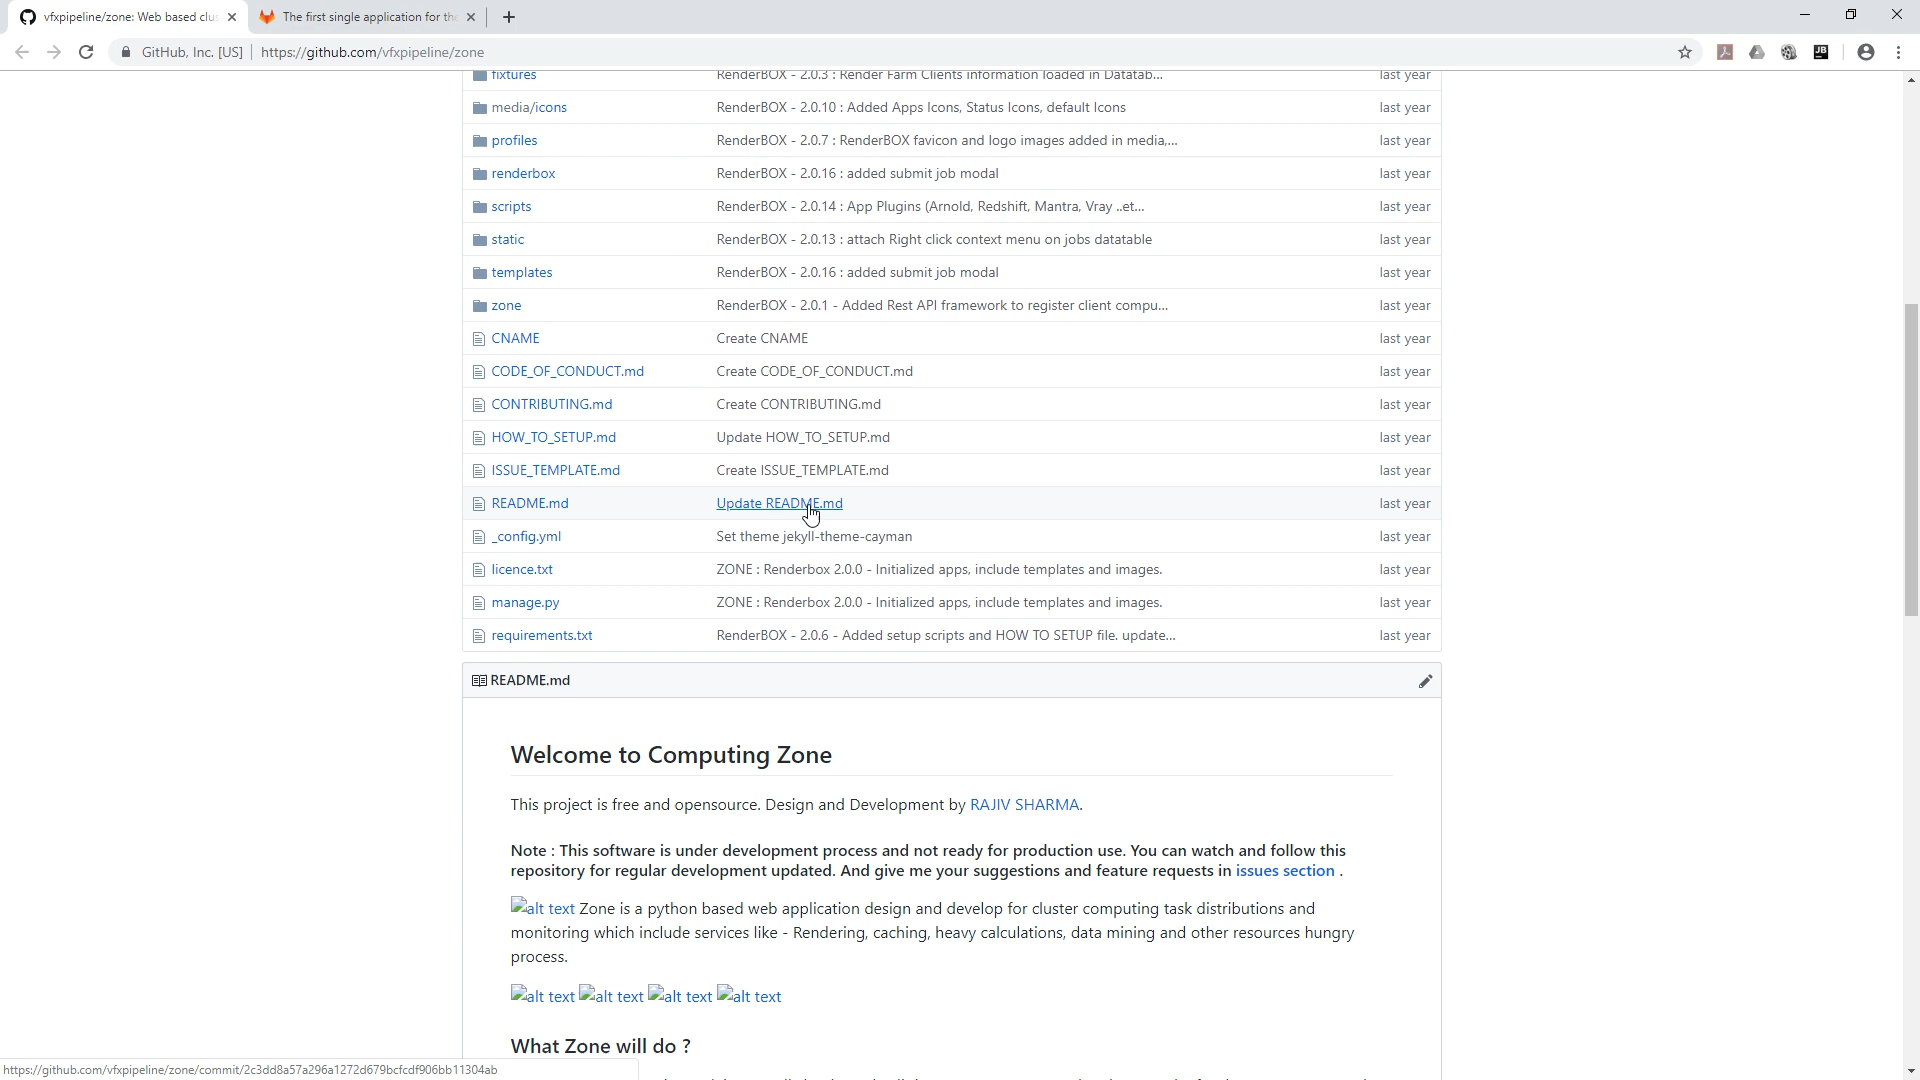 vfxpipeline/zone: Web based clus
The first single application for the
GitHub, Inc. [US]
https://github.com/vfxpipeline/zone
fixtures RenderBOX - 2.0.3 : Render Farm Clients information loaded in Datatab... last year
media/icons RenderBOX - 2.0.10 : Added Apps Icons, Status Icons, default Icons last year
profiles RenderBOX - 2.0.7 : RenderBOX favicon and logo images added in media,... last year
renderbox RenderBOX - 2.0.16 : added submit job modal last year
scripts RenderBOX - 2.0.14 : App Plugins (Arnold, Redshift, Mantra, Vray ..et... last year
static RenderBOX - 2.0.13 : attach Right click context menu on jobs datatable last year
templates RenderBOX - 2.0.16 : added submit job modal last year
zone RenderBOX - 2.0.1 - Added Rest API framework to register client compu... last year
CNAME Create CNAME last year
CODE_OF_CONDUCT.md Create CODE_OF_CONDUCT.md last year
CONTRIBUTING.md Create CONTRIBUTING.md last year
HOW_TO_SETUP.md Update HOW_TO_SETUP.md last year
ISSUE_TEMPLATE.md Create ISSUE_TEMPLATE.md last year
README.md Update README.md last year
_config.yml Set theme jekyll-theme-cayman last year
licence.txt ZONE : Renderbox 2.0.0 - Initialized apps, include templates and images. last year
manage.py ZONE : Renderbox 2.0.0 - Initialized apps, include templates and images. last year
requirements.txt RenderBOX - 2.0.6 - Added setup scripts and HOW TO SETUP file. update... last year
README.md
Welcome to Computing Zone
This project is free and opensource. Design and Development by RAJIV SHARMA.
Note : This software is under development process and not ready for production use. You can watch and follow this
repository for regular development updated. And give me your suggestions and feature requests in issues section .
alt text Zone is a python based web application design and develop for cluster computing task distributions and
monitoring which include services like - Rendering, caching, heavy calculations, data mining and other resources hungry
process.
alt text alt text alt text alt text
What Zone will do ?
https://github.com/vfxpipeline/zone/commit/2c3dd8a57a296a1272d679bcfcdf906bb11304ab